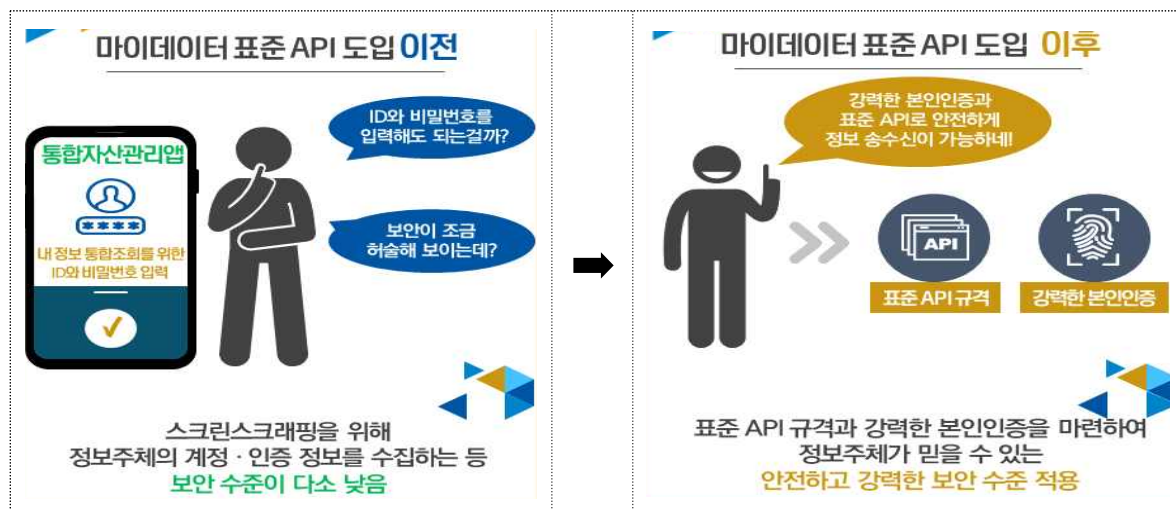 마이데이터 표준 API 도입 이전
ID와 비밀번호를
입력해도 되는걸까?
통합자산관리앱
****
내 정보 통합조회를 위한
ID와 비밀번호 입력
보안이 조금
허술해 보이는데?
스크린스크래핑을 위해
정보주체의 계정 · 인증 정보를 수집하는 등
보안 수준이 다소 낮음
마이데이터 표준 API 도입 이후
강력한 본인인증과
표준 API로 안전하게
정보 송수신이 가능하네!
API
표준 API 규격
강력한 본인인증
표준 API 규격과 강력한 본인인증을 마련하여
정보주체가 믿을 수 있는
안전하고 강력한 보안 수준 적용